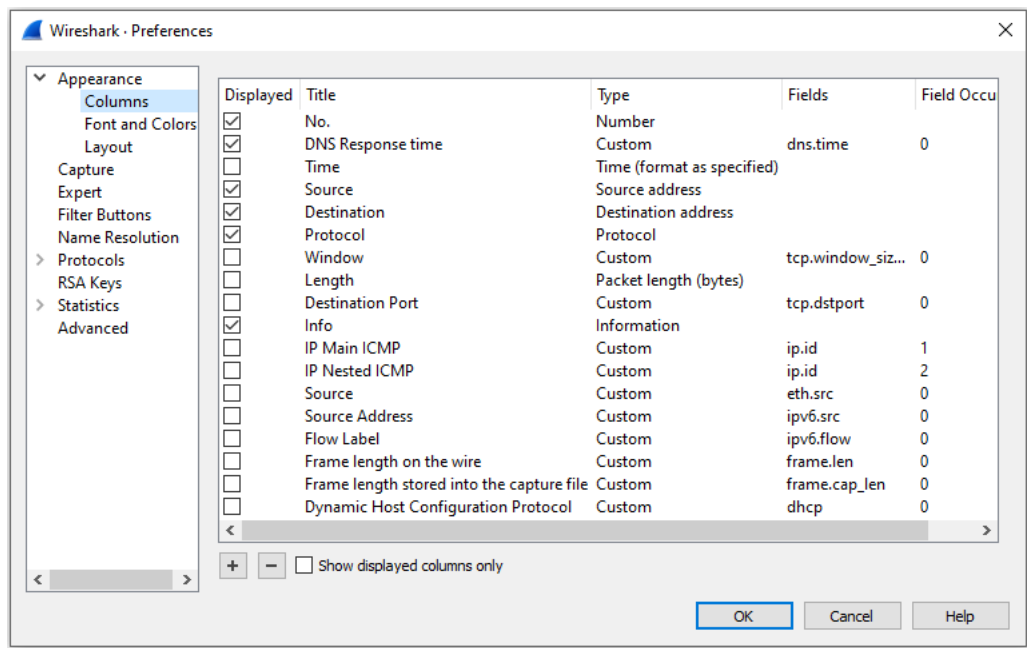 Wireshark · Preferences
Appearance
Columns
Font and Colors
Layout
Capture
Expert
Filter Buttons
Name Resolution
Protocols
RSA Keys
Statistics
Advanced
Displayed Title Type Fields Field Occu
No. Number
DNS Response time Custom dns.time 0
Time Time (format as specified)
Source Source address
Destination Destination address
Protocol Protocol
Window Custom tcp.window_siz... 0
Length Packet length (bytes)
Destination Port Custom tcp.dstport 0
Info Information
IP Main ICMP Custom ip.id 1
IP Nested ICMP Custom ip.id 2
Source Custom eth.src 0
Source Address Custom ipv6.src 0
Flow Label Custom ipv6.flow 0
Frame length on the wire Custom frame.len 0
Frame length stored into the capture file Custom frame.cap_len 0
Dynamic Host Configuration Protocol Custom dhcp 0
Show displayed columns only
OK Cancel Help